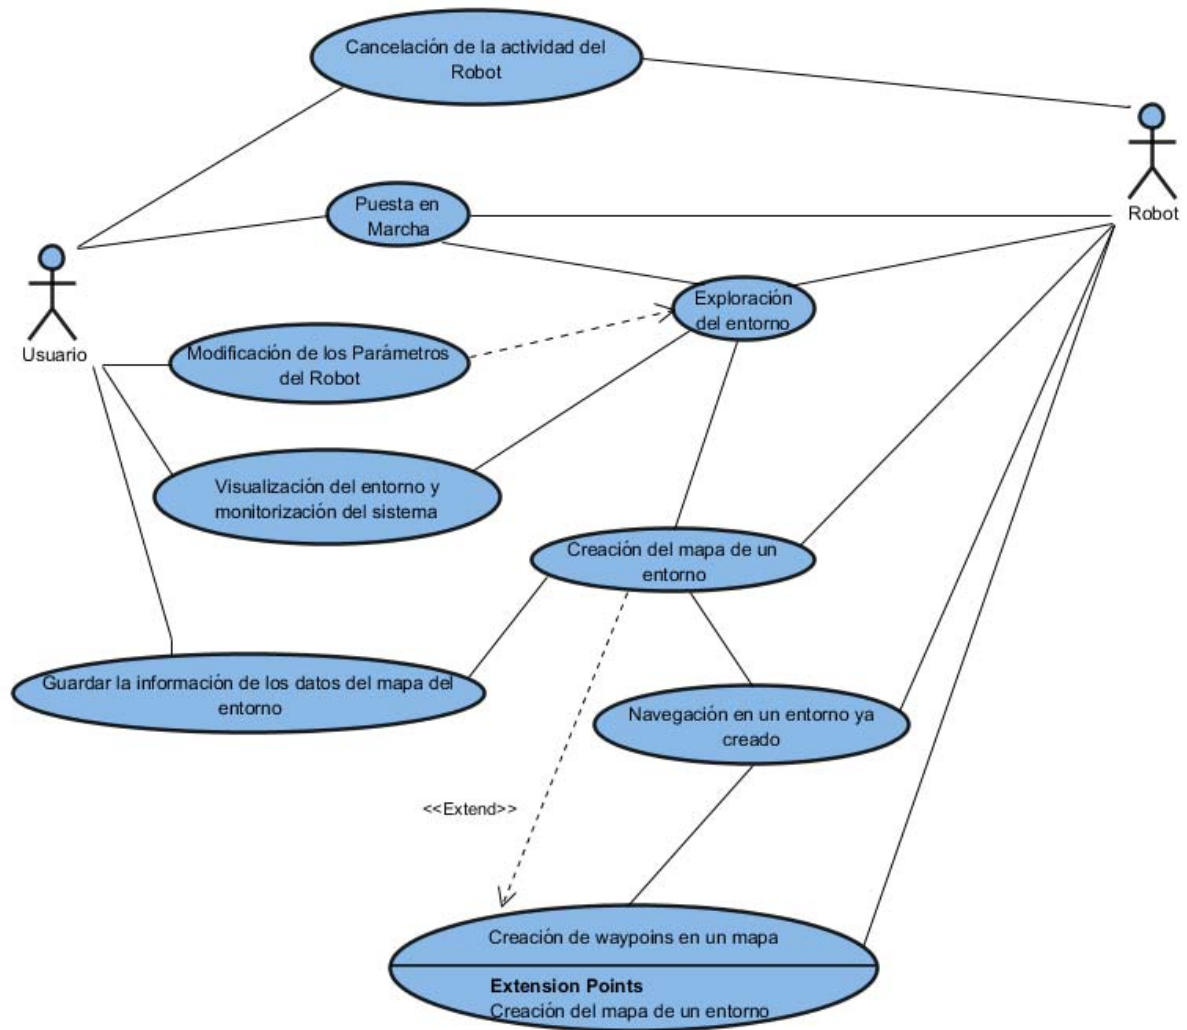 Cancelación de la actividad del
Robot
Robot
Puesta en
Marcha
Usuario
Exploración
del entorno
Modificación de los Parámetros
del Robot
Visualización del entorno y
monitorización del sistema
Creación del mapa de un
entorno
Guardar la información de los datos del mapa del
entorno
Navegación en un entorno ya
creado
<<Extend>>
Creación de waypoins en un mapa
Extension Points
Creación del mapa de un entorno